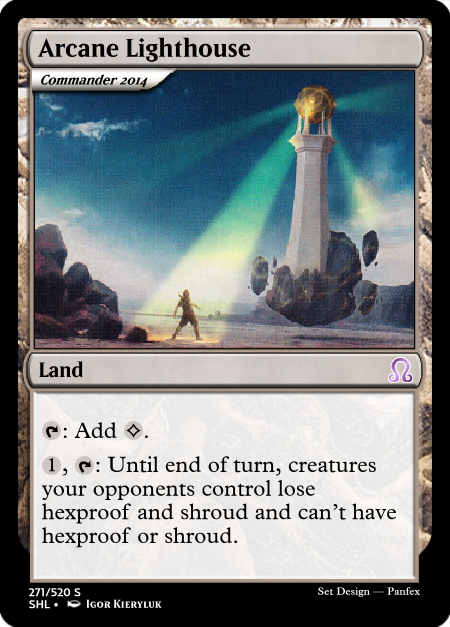 Arcane Lighthouse
Commander 2014
Land
: Add .
1, : Until end of turn, creatures
your opponents control lose
hexproof and shroud and can't have
hexproof or shroud.
271/520 S
SHL • Igor Kieryluk
Set Design — Panfex